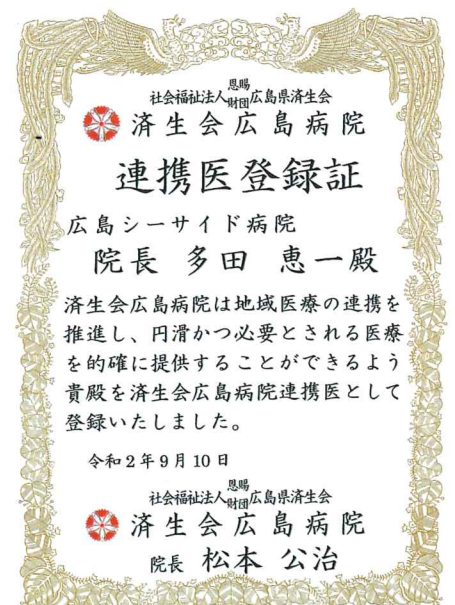 社会福祉法人 恩賜財団 広島県済生会
済生会広島病院
連携医登録証
広島シーサイド病院
院長 多田 恵一殿
済生会広島病院は地域医療の連携を
推進し、円滑かつ必要とされる医療
を的確に提供することができるよう
貴殿を済生会広島病院連携医として
登録いたしました。
令和2年9月10日
社会福祉法人 恩賜財団 広島県済生会
済生会広島病院
院長 松本 公治